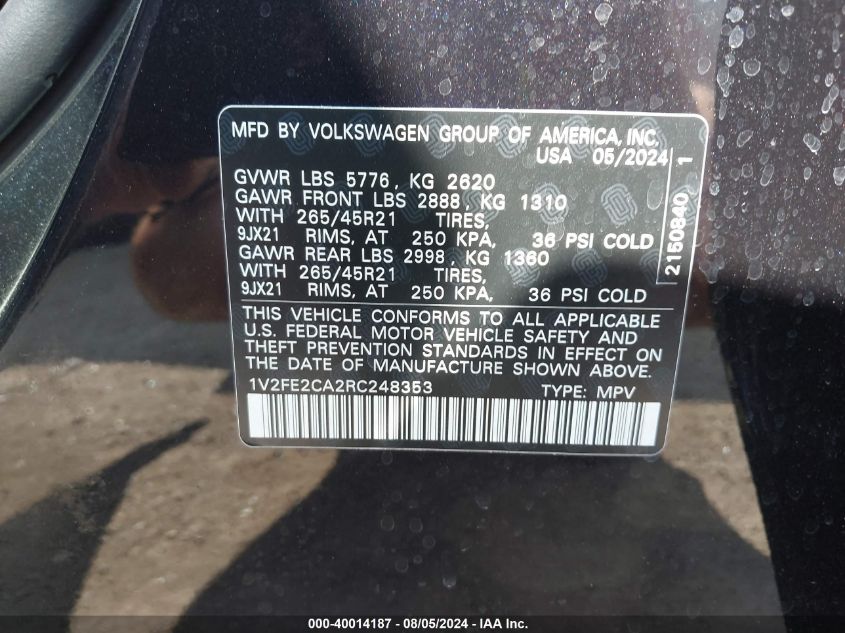 MFD BY VOLKSWAGEN GROUP OF AMERICA, INC.
USA 05/2024
GVWR LBS 5776, KG 2620
GAWR FRONT LBS 2888, KG 1310
WITH 265/45R21 TIRES,
9JX21 RIMS, AT 250 KPA, 36 PSI COLD
GAWR REAR LBS 2998, KG 1360
WITH 265/45R21 TIRES,
9JX21 RIMS, AT 250 KPA, 36 PSI COLD
THIS VEHICLE CONFORMS TO ALL APPLICABLE
U.S. FEDERAL MOTOR VEHICLE SAFETY AND
THEFT PREVENTION STANDARDS IN EFFECT ON
THE DATE OF MANUFACTURE SHOWN ABOVE.
1V2FE2CA2RC248353 TYPE: MPV
2150840 1
000-40014187 - 08/05/2024 - IAA Inc.